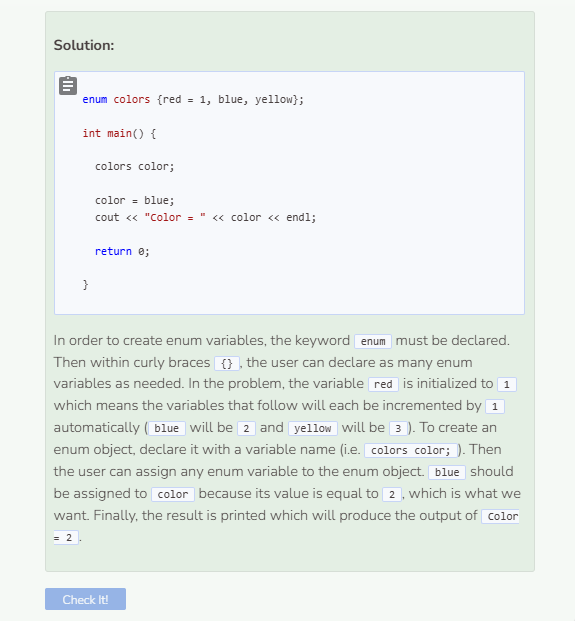 Solution:
enum colors {red = 1, blue, yellow};
int main() {
colors color;
color = blue;
cout << "Color = " << color << endl;
return 0;
}
In order to create enum variables, the keyword enum must be declared.
Then within curly braces {} , the user can declare as many enum
variables as needed. In the problem, the variable red is initialized to 1
which means the variables that follow will each be incremented by 1
automatically ( blue will be 2 and yellow will be 3 ). To create an
enum object, declare it with a variable name (i.e. colors color; ). Then
the user can assign any enum variable to the enum object. blue should
be assigned to color because its value is equal to 2 , which is what we
want. Finally, the result is printed which will produce the output of Color
= 2 .
Check It!